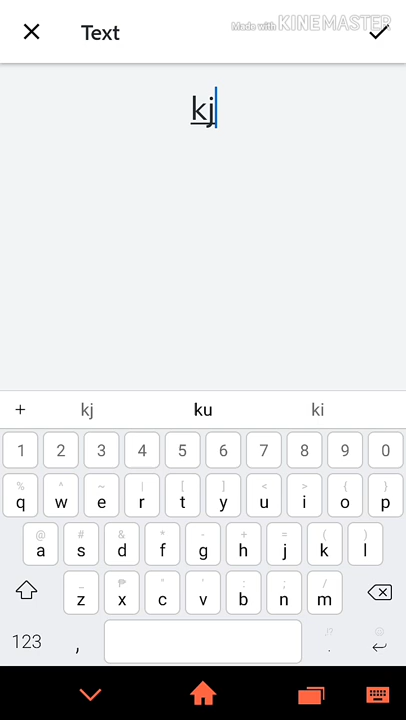 Text
Made with KINEMASTER
kj
+ kj ku ki
1 2 3 4 5 6 7 8 9 0
% ^ ~ | [ ] < > { }
q w e r t y u i o p
@ # & * - + = ( )
a s d f g h j k l
_ ₱ " ' : ; /
z x c v b n m
,!?
123 , .